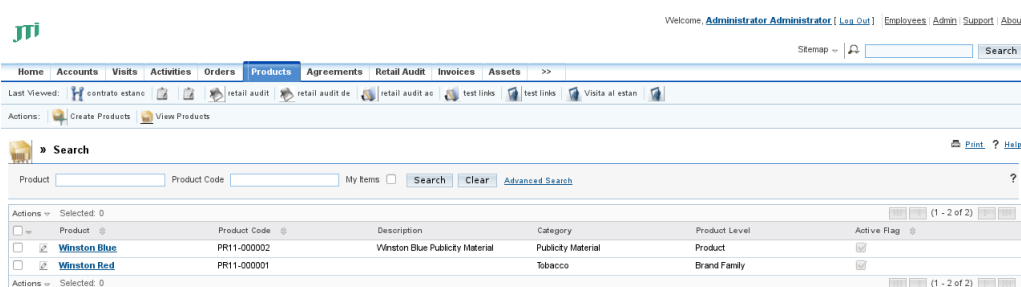 Welcome, Administrator Administrator [ Log Out ] Employees | Admin | Support | Abou
JTi
Sitemap Search
Home Accounts Visits Activities Orders Products Agreements Retail Audit Invoices Assets >>
Last Viewed: contrato estanc retail audit retail audit de retail audit ac test links test links Visita al estan
Actions: Create Products View Products
» Search Print ? Help
Product Product Code My Items Search Clear Advanced Search ?
Actions Selected: 0 (1 - 2 of 2)
Product Product Code Description Category Product Level Active Flag
Winston Blue PR11-000002 Winston Blue Publicity Material Publicity Material Product
Winston Red PR11-000001 Tobacco Brand Family
Actions Selected: 0 (1 - 2 of 2)